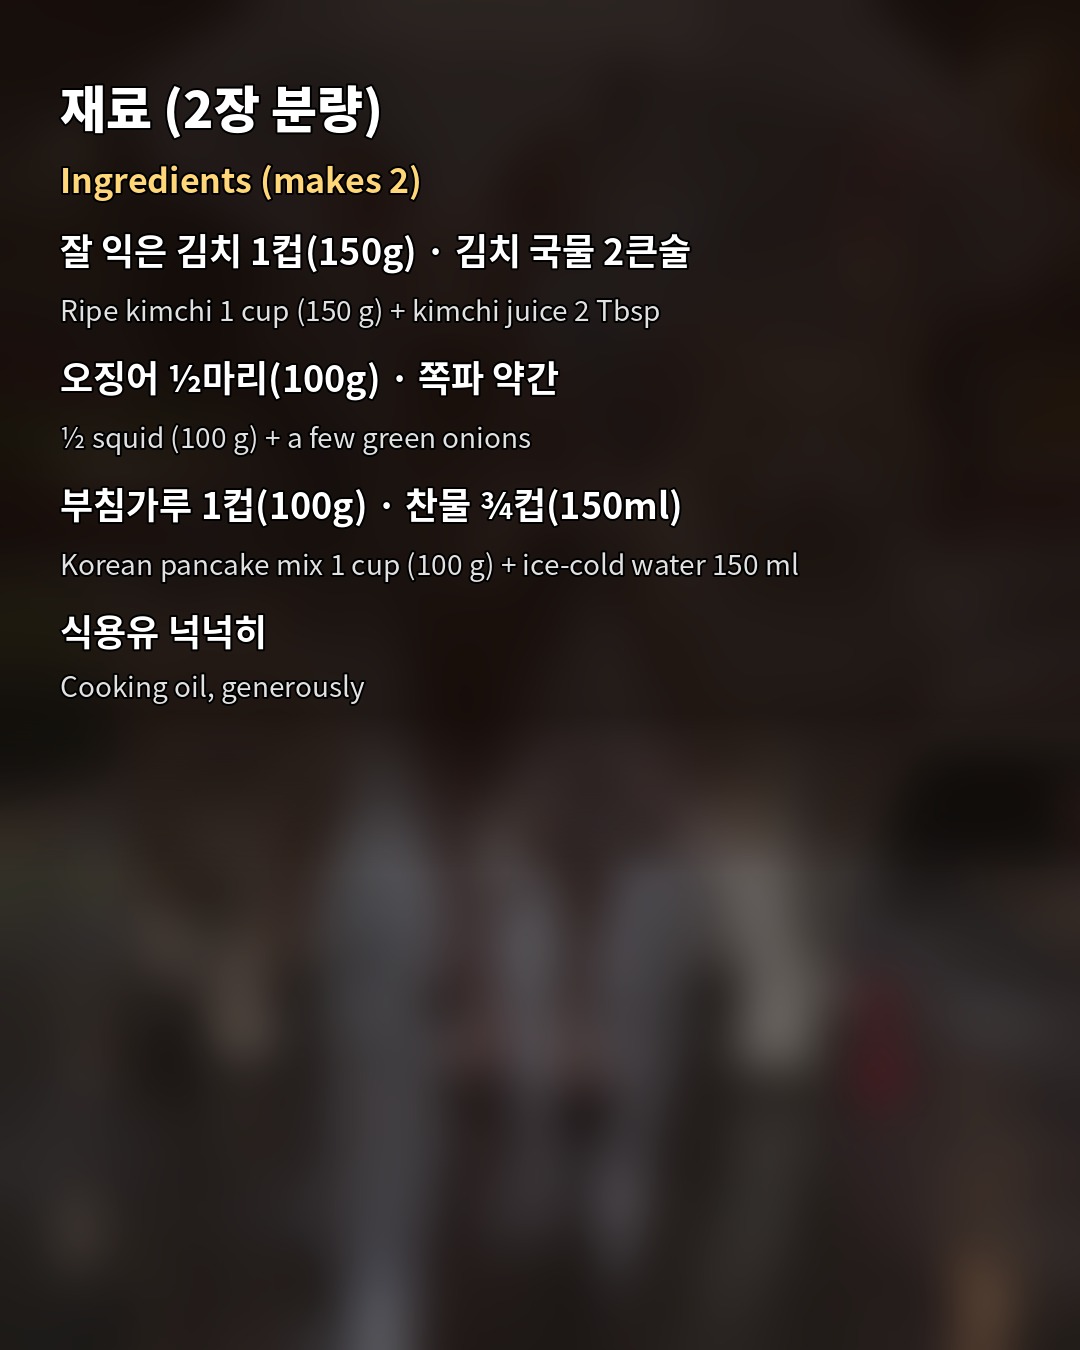 재료 (2장 분량)
Ingredients (makes 2)
잘 익은 김치 1컵(150g) · 김치 국물 2큰술
Ripe kimchi 1 cup (150 g) + kimchi juice 2 Tbsp
오징어 ½마리(100g) · 쪽파 약간
½ squid (100 g) + a few green onions
부침가루 1컵(100g) · 찬물 ¾컵(150ml)
Korean pancake mix 1 cup (100 g) + ice-cold water 150 ml
식용유 넉넉히
Cooking oil, generously